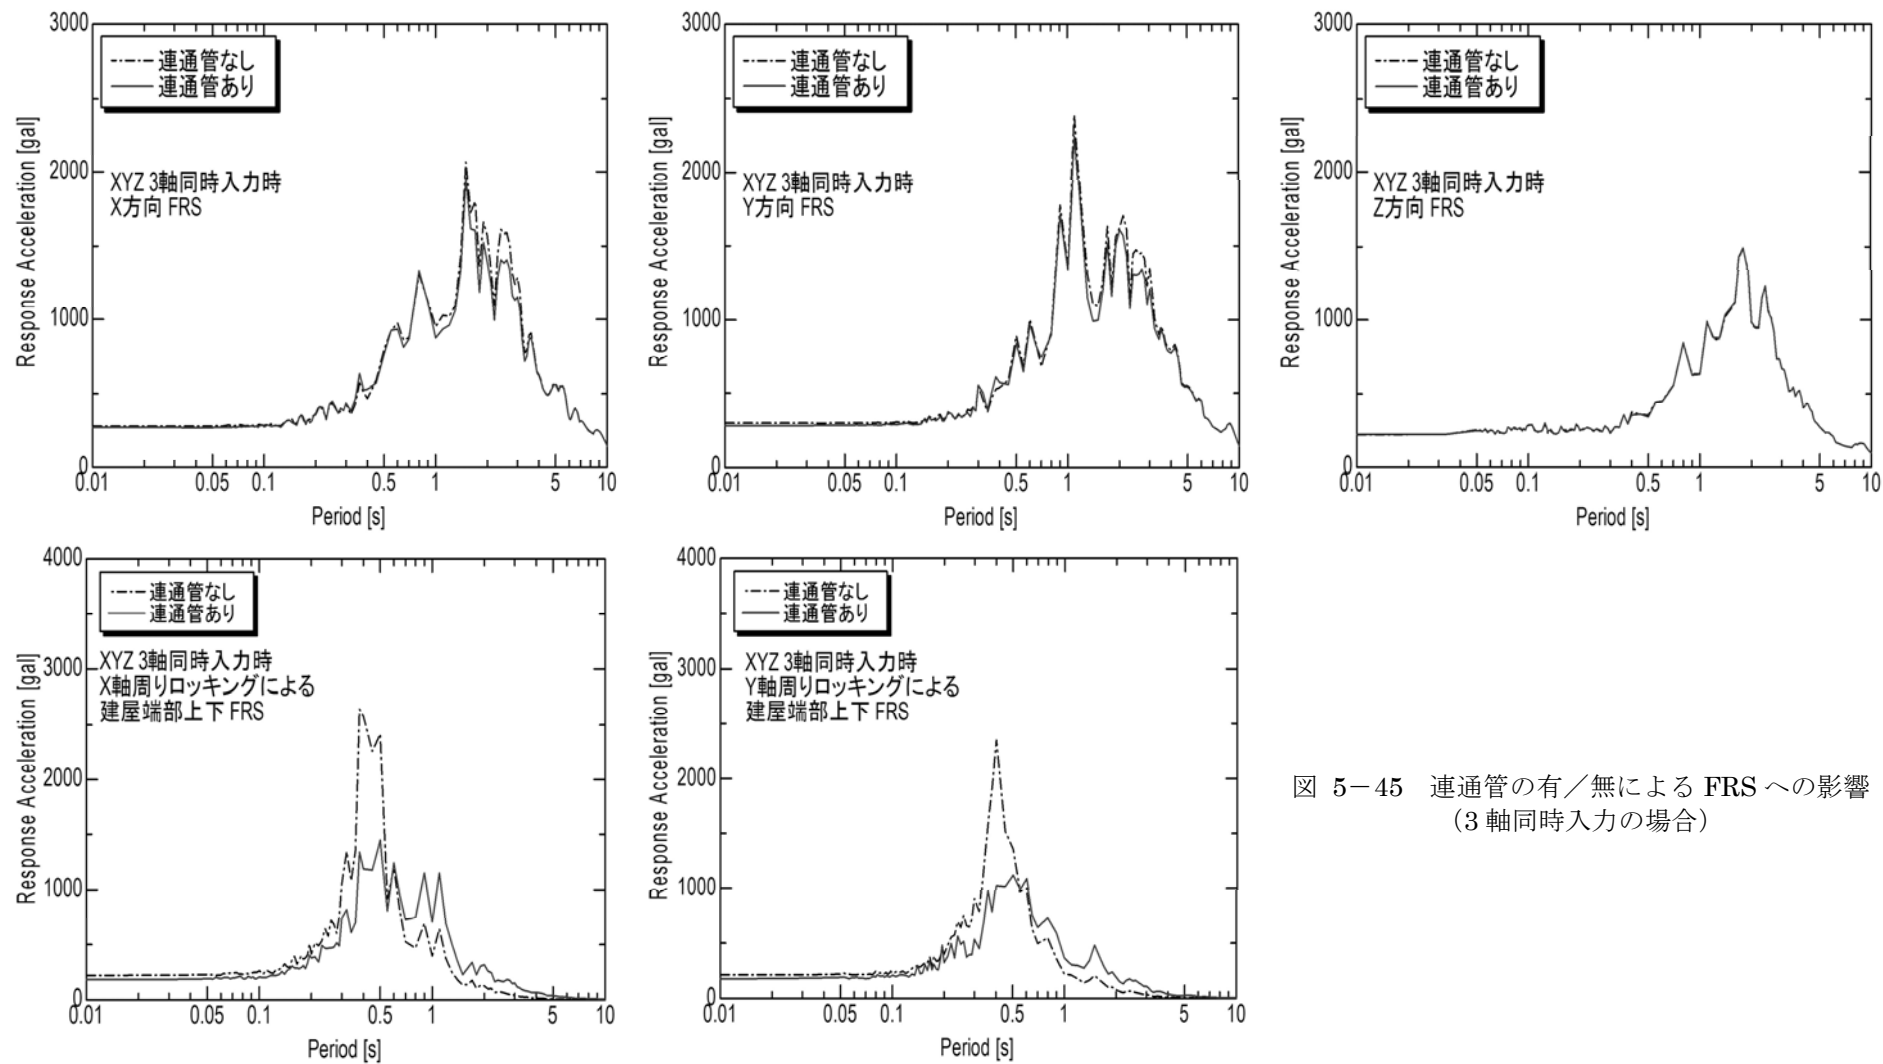 3000
2000
1000
0
Response Acceleration [gal]
連通管なし
連通管あり
XYZ 3軸同時入力時
X方向 FRS
0.01 0.05 0.1 0.5 1 5 10
Period [s]
3000
2000
1000
0
Response Acceleration [gal]
連通管なし
連通管あり
XYZ 3軸同時入力時
Y方向 FRS
0.01 0.05 0.1 0.5 1 5 10
Period [s]
3000
2000
1000
0
Response Acceleration [gal]
連通管なし
連通管あり
XYZ 3軸同時入力時
Z方向 FRS
0.01 0.05 0.1 0.5 1 5 10
Period [s]
4000
3000
2000
1000
0
Response Acceleration [gal]
連通管なし
連通管あり
XYZ 3軸同時入力時
X軸周りロッキングによる
建屋端部上下 FRS
0.01 0.05 0.1 0.5 1 5 10
Period [s]
4000
3000
2000
1000
0
Response Acceleration [gal]
連通管なし
連通管あり
XYZ 3軸同時入力時
Y軸周りロッキングによる
建屋端部上下 FRS
0.01 0.05 0.1 0.5 1 5 10
Period [s]
図 5－45 連通管の有／無による FRS への影響
（3 軸同時入力の場合）